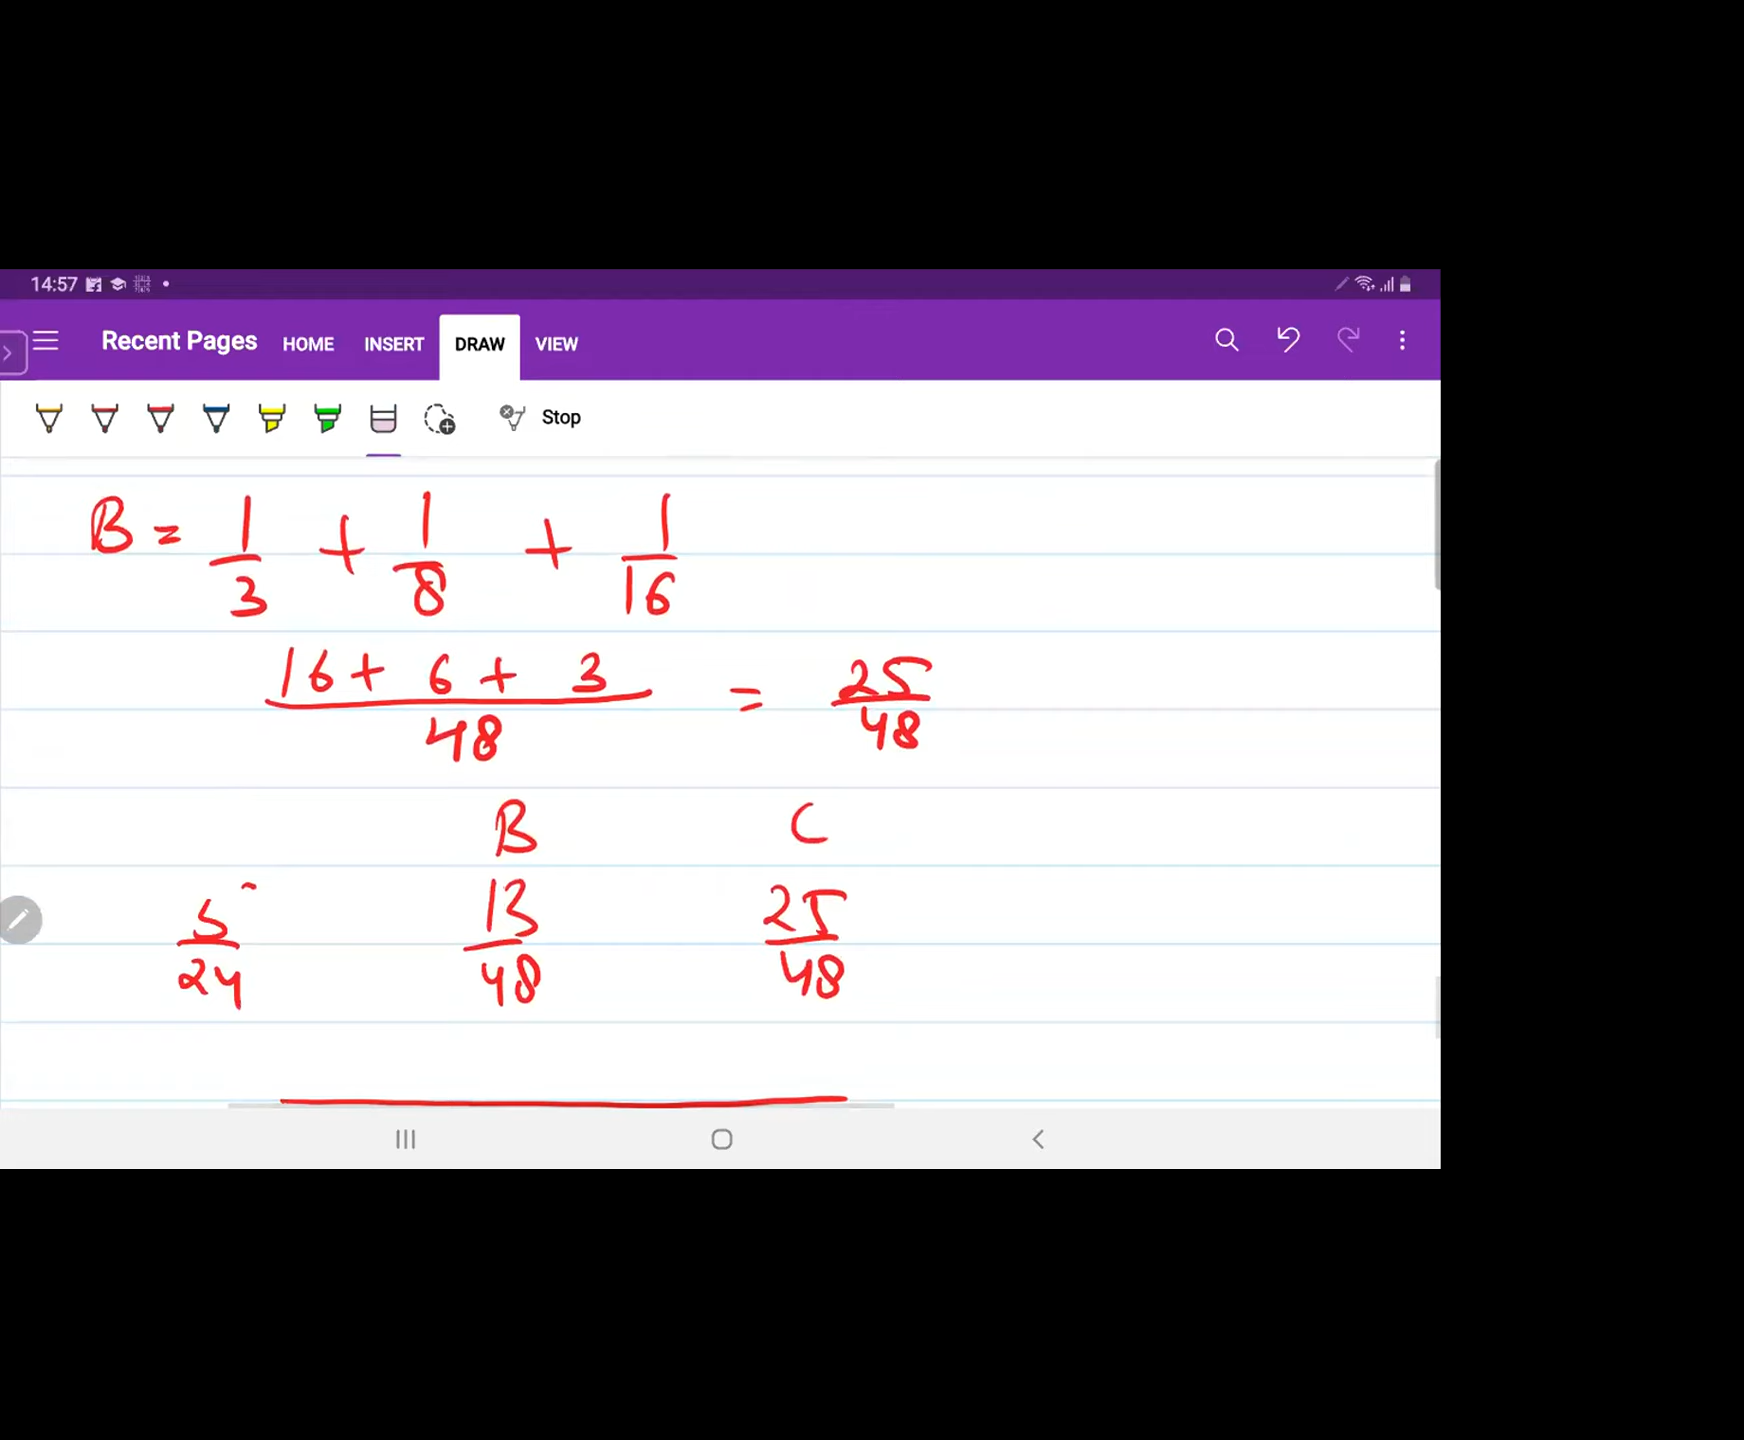 14:57
Recent Pages HOME INSERT DRAW VIEW
Stop
B = 1/3 + 1/8 + 1/16
16 + 6 + 3 / 48 = 25/48
B C
5/24 13/48 25/48